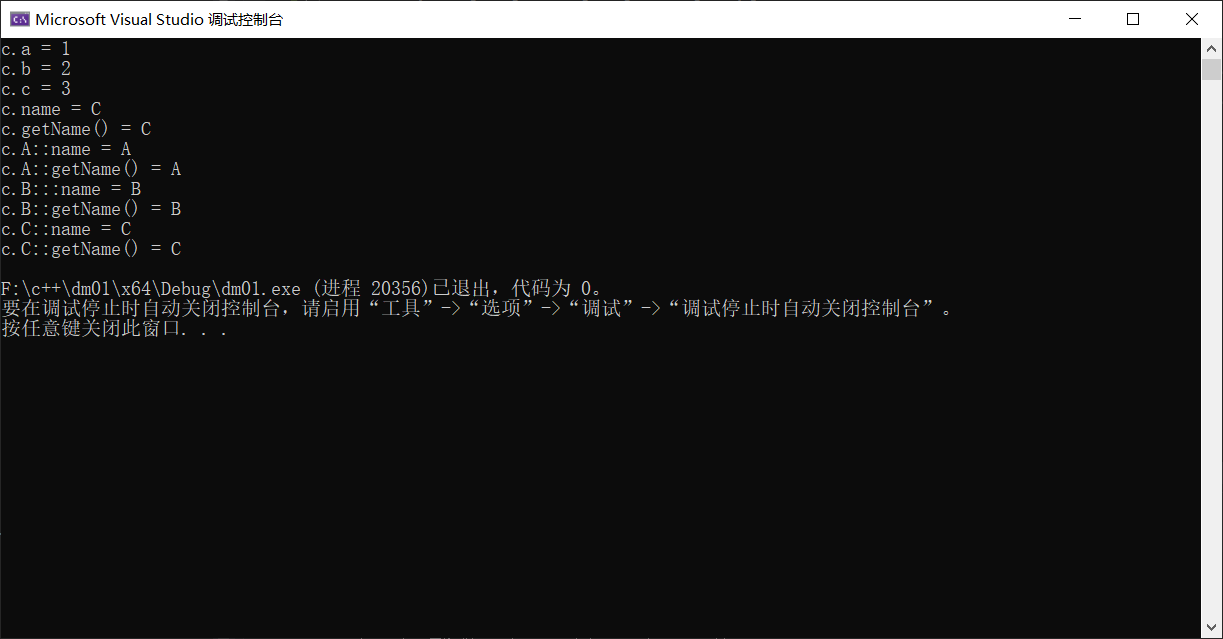 Microsoft Visual Studio 调试控制台
c.a = 1
c.b = 2
c.c = 3
c.name = C
c.getName() = C
c.A::name = A
c.A::getName() = A
c.B:::name = B
c.B::getName() = B
c.C::name = C
c.C::getName() = C
F:\c++\dm01\x64\Debug\dm01.exe (进程 20356)已退出，代码为 0。
要在调试停止时自动关闭控制台，请启用“工具”->“选项”->“调试”->“调试停止时自动关闭控制台”。
按任意键关闭此窗口. . .